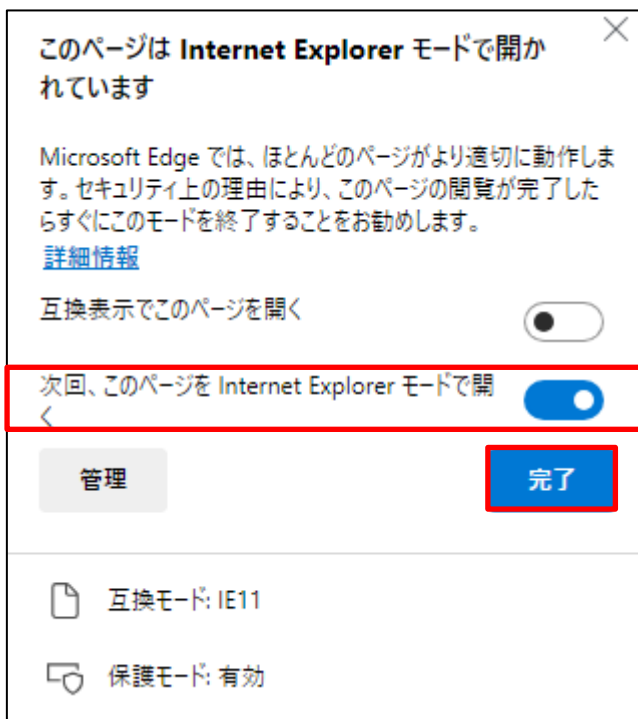 このページは Internet Explorer モードで開か
れています
Microsoft Edge では、ほとんどのページがより適切に動作しま
す。セキュリティ上の理由により、このページの閲覧が完了した
らすぐにこのモードを終了することをお勧めします。
詳細情報
互換表示でこのページを開く
次回、このページを Internet Explorer モードで開
く
管理
完了
互換モード: IE11
保護モード: 有効